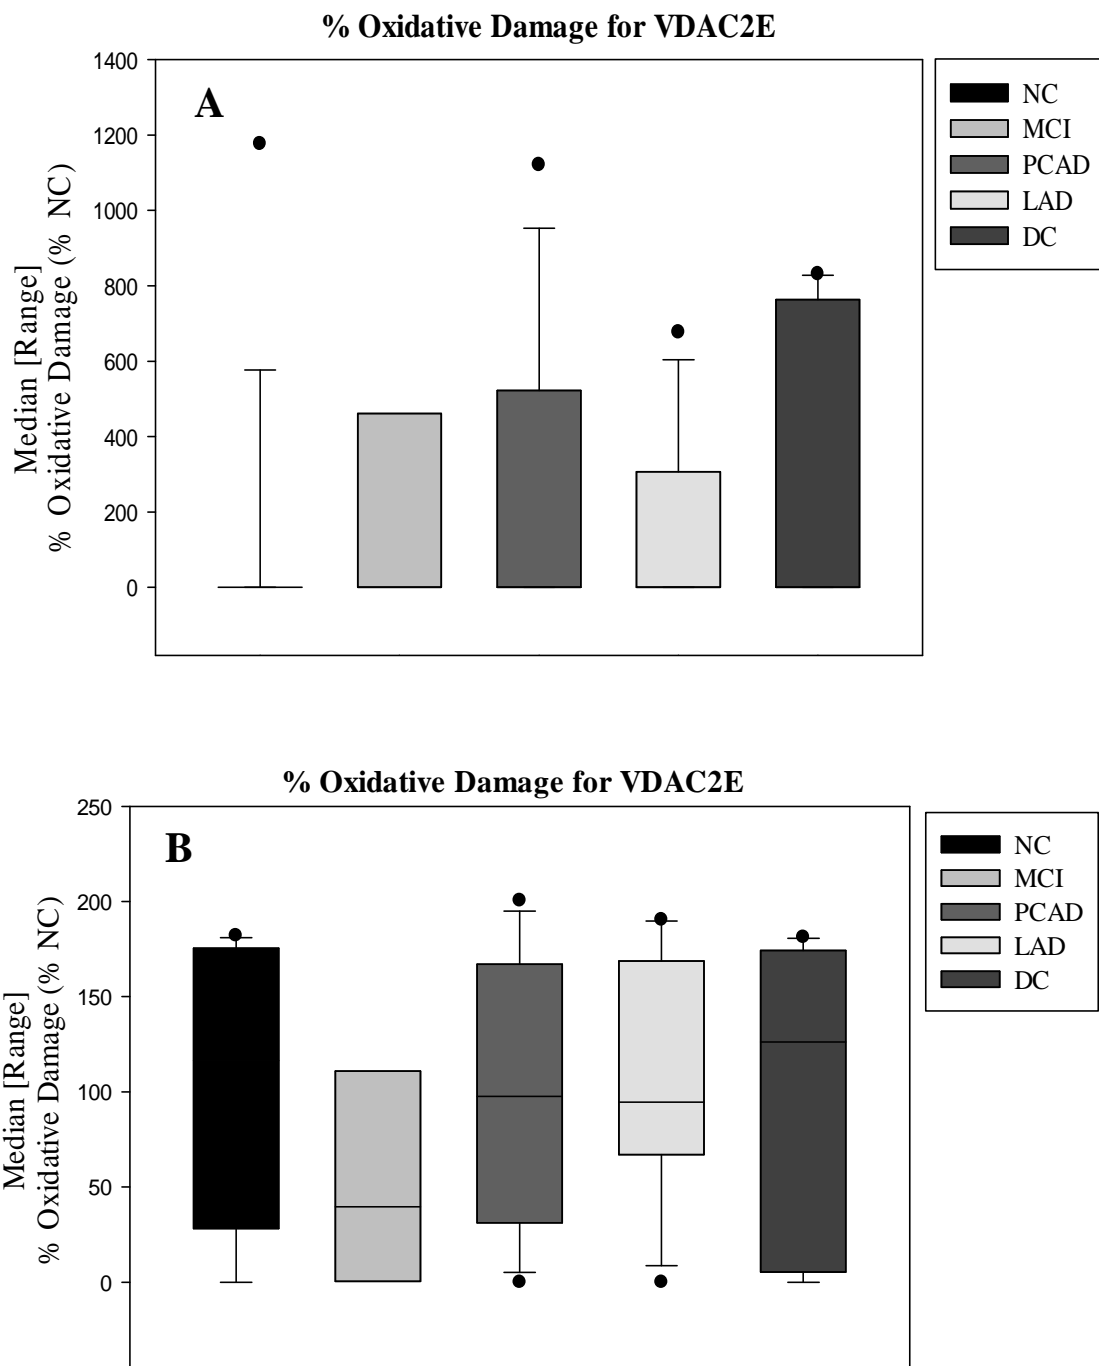 % Oxidative Damage for VDAC2E
A
1400
1200
1000
800
600
400
200
0
Median [Range]
% Oxidative Damage (% NC)
NC
MCI
PCAD
LAD
DC
% Oxidative Damage for VDAC2E
B
250
200
150
100
50
0
Median [Range]
% Oxidative Damage (% NC)
NC
MCI
PCAD
LAD
DC